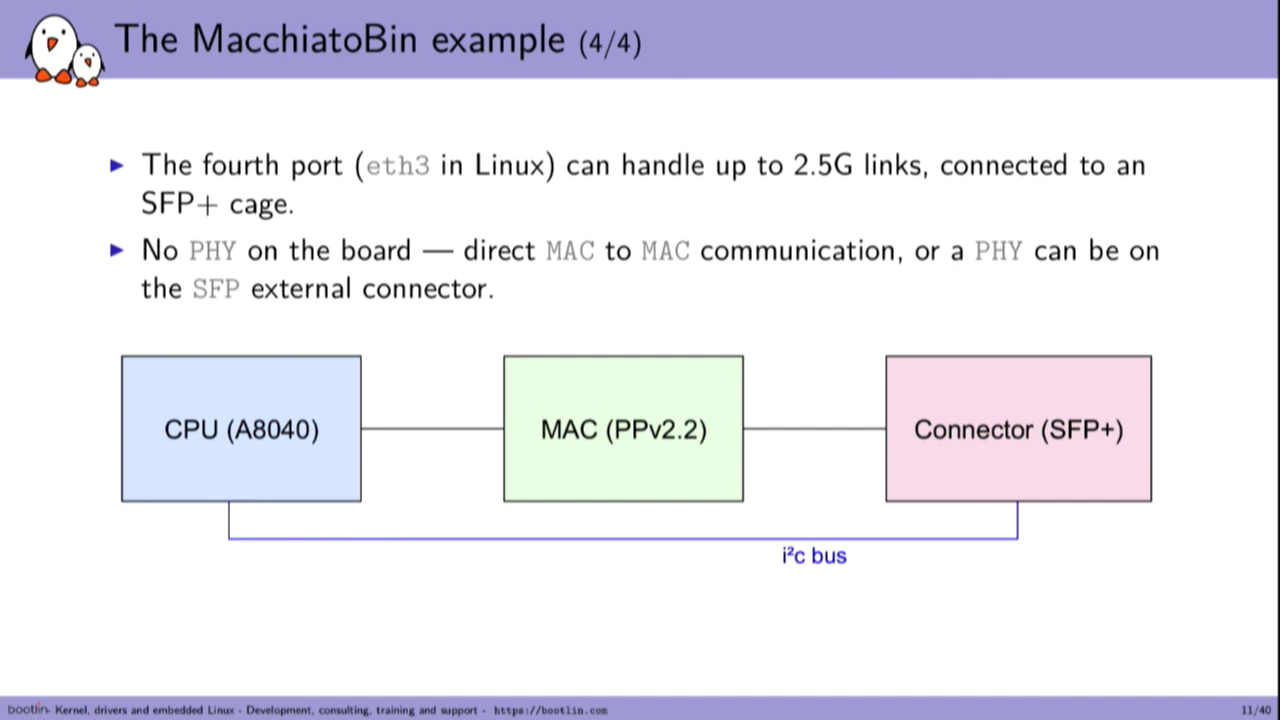 The MacchiatoBin example (4/4)
▶ The fourth port (eth3 in Linux) can handle up to 2.5G links, connected to an
SFP+ cage.
▶ No PHY on the board — direct MAC to MAC communication, or a PHY can be on
the SFP external connector.
CPU (A8040)
MAC (PPv2.2)
Connector (SFP+)
i²c bus
bootlin - Kernel, drivers and embedded Linux - Development, consulting, training and support - https://bootlin.com
11/40